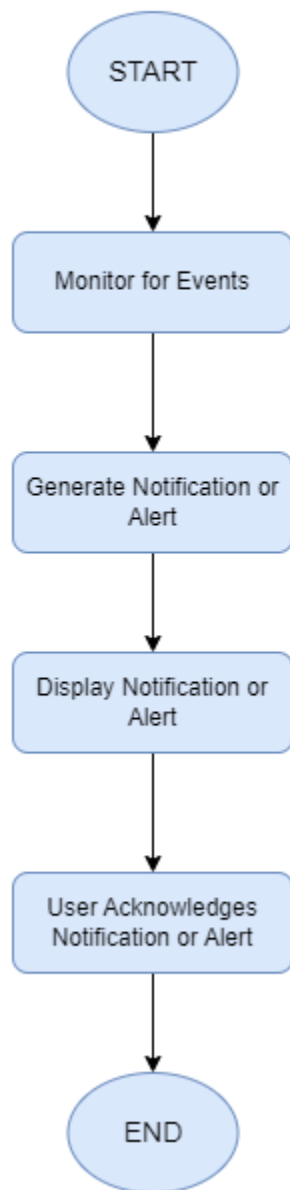 START
Monitor for Events
Generate Notification or
Alert
Display Notification or
Alert
User Acknowledges
Notification or Alert
END